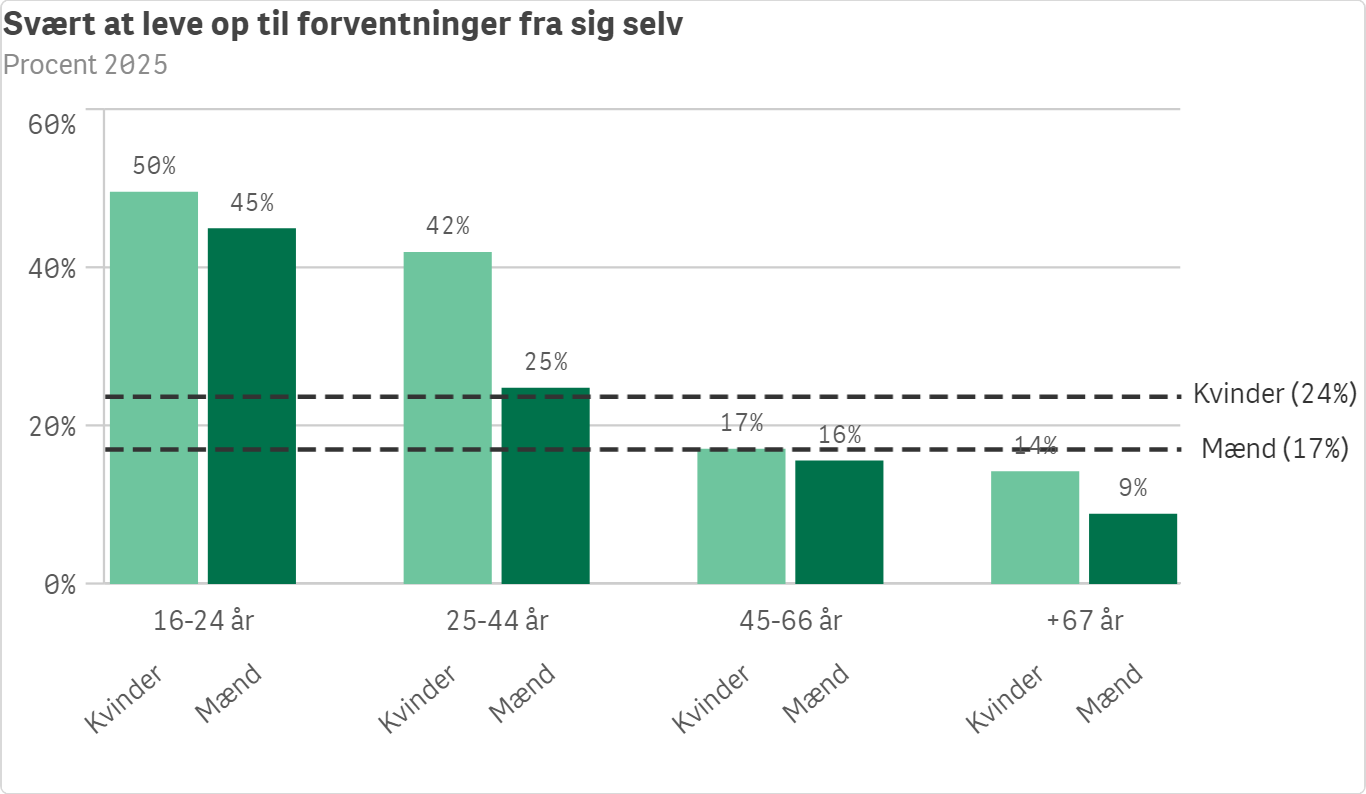 Svært at leve op til forventninger fra sig selv
Procent 2025
60%
40%
20%
0%
50%
45%
42%
25%
17%
16%
14%
9%
Kvinder (24%)
Mænd (17%)
16-24 år
25-44 år
45-66 år
+67 år
Kvinder
Mænd
Kvinder
Mænd
Kvinder
Mænd
Kvinder
Mænd